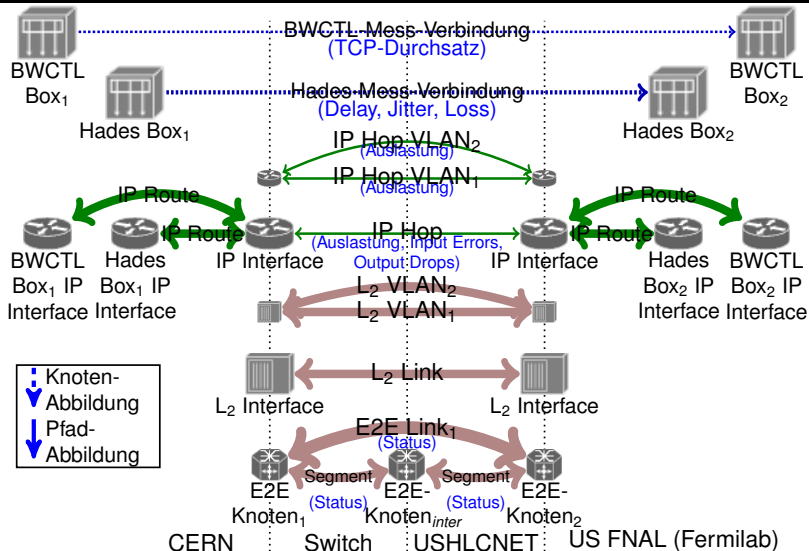 BWCTL-Mess-Verbindung
(TCP-Durchsatz)
BWCTL
Box1
BWCTL
Box2
Hades-Mess-Verbindung
(Delay, Jitter, Loss)
Hades Box1
Hades Box2
IP Hop VLAN2
(Auslastung)
IP Hop VLAN1
(Auslastung)
IP Route
IP Route
IP Route
IP Hop
IP Route
(Auslastung, Input Errors,
Output Drops)
BWCTL
Box1 IP
Interface
Hades
Box1 IP
Interface
IP Interface
IP Interface
Hades
Box2 IP
Interface
BWCTL
Box2 IP
Interface
L2 VLAN2
L2 VLAN1
L2 Link
L2 Interface
L2 Interface
Knoten-
Abbildung
Pfad-
Abbildung
E2E Link1
(Status)
Segment
(Status)
Segment
(Status)
E2E
Knoten1
E2E-
Knoteninter
E2E-
Knoten2
CERN
Switch
USHLCNET
US FNAL (Fermilab)